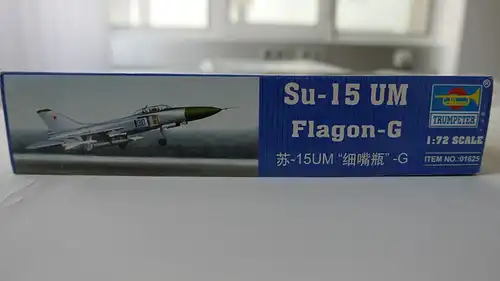 Su-15 UM
Flagon-G
苏-15UM "细嘴瓶" -G
®
TRUMPETER
1:72 SCALE
ITEM NO.:01625